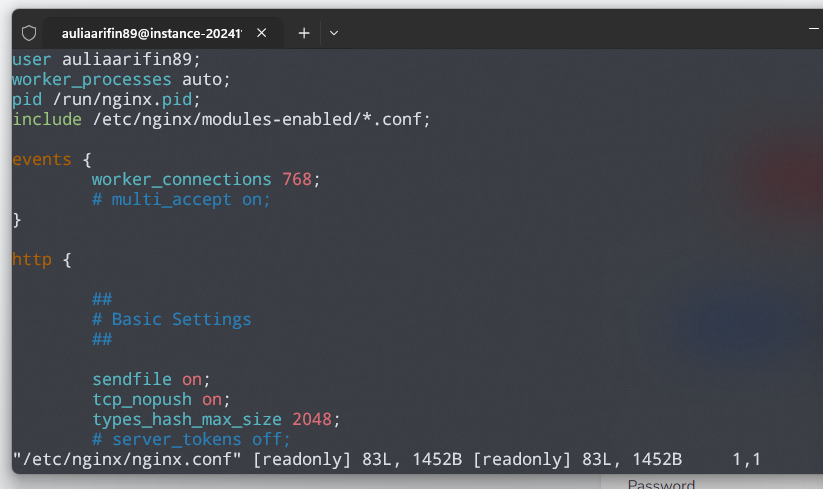 auliaarifin89@instance-20241
user auliaarifin89;
worker_processes auto;
pid /run/nginx.pid;
include /etc/nginx/modules-enabled/*.conf;
events {
        worker_connections 768;
        # multi_accept on;
}
http {
        ##
        # Basic Settings
        ##
        sendfile on;
        tcp_nopush on;
        types_hash_max_size 2048;
        # server_tokens off;
"/etc/nginx/nginx.conf" [readonly] 83L, 1452B [readonly] 83L, 1452B     1,1
Password